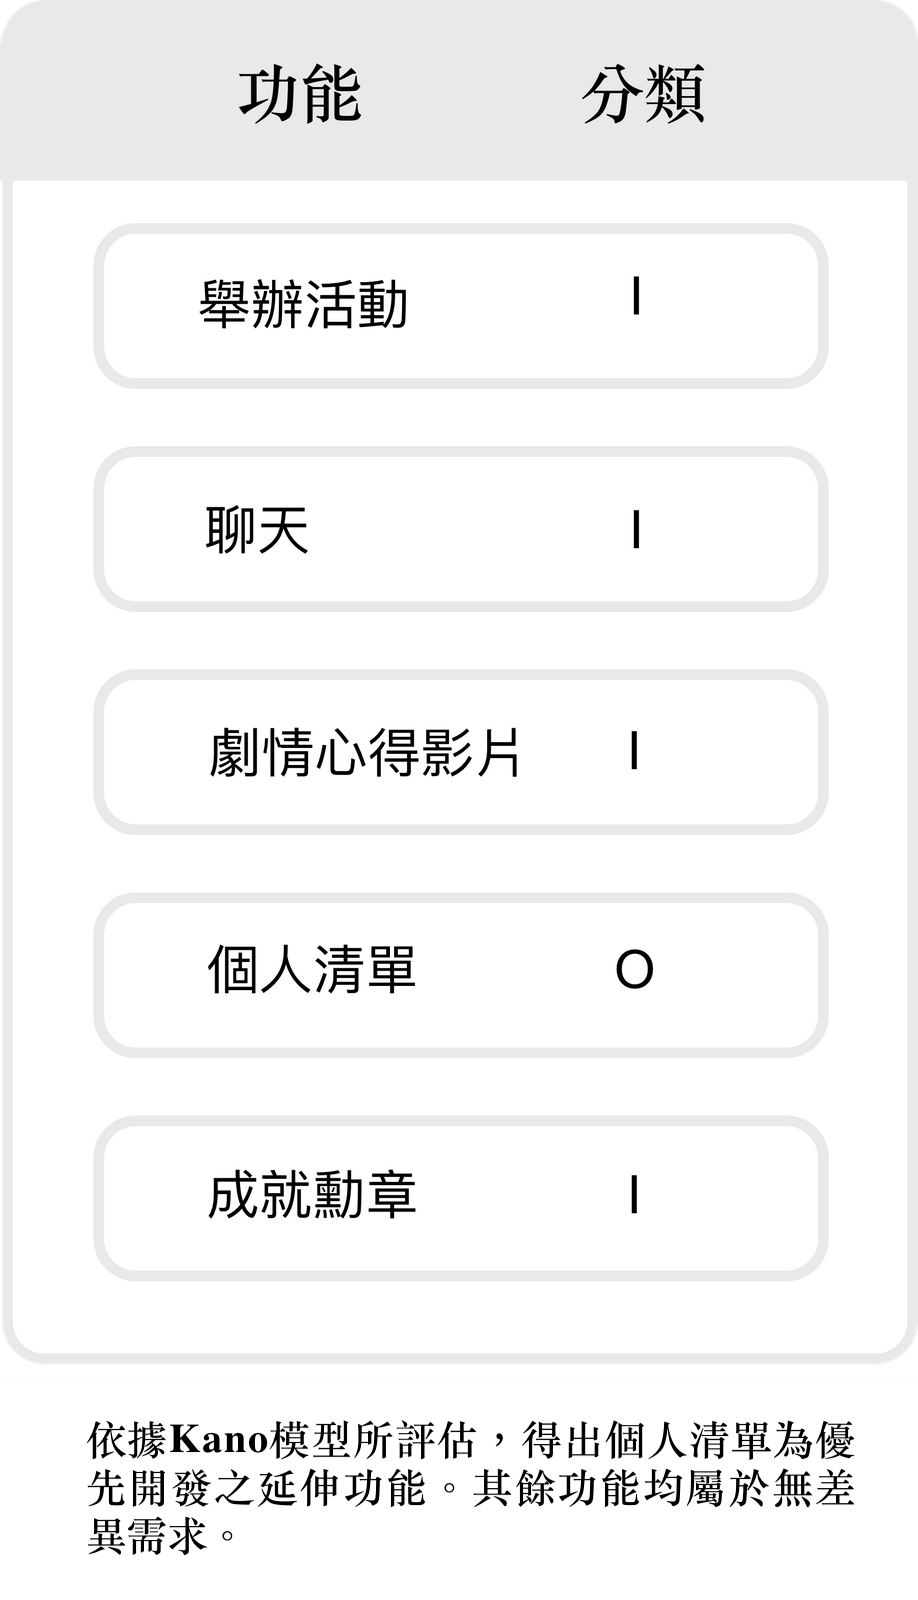 功能 分類
舉辦活動 I
聊天 I
劇情心得影片 I
個人清單 O
成就勳章 I
依據Kano模型所評估，得出個人清單為優
先開發之延伸功能。其餘功能均屬於無差
異需求。